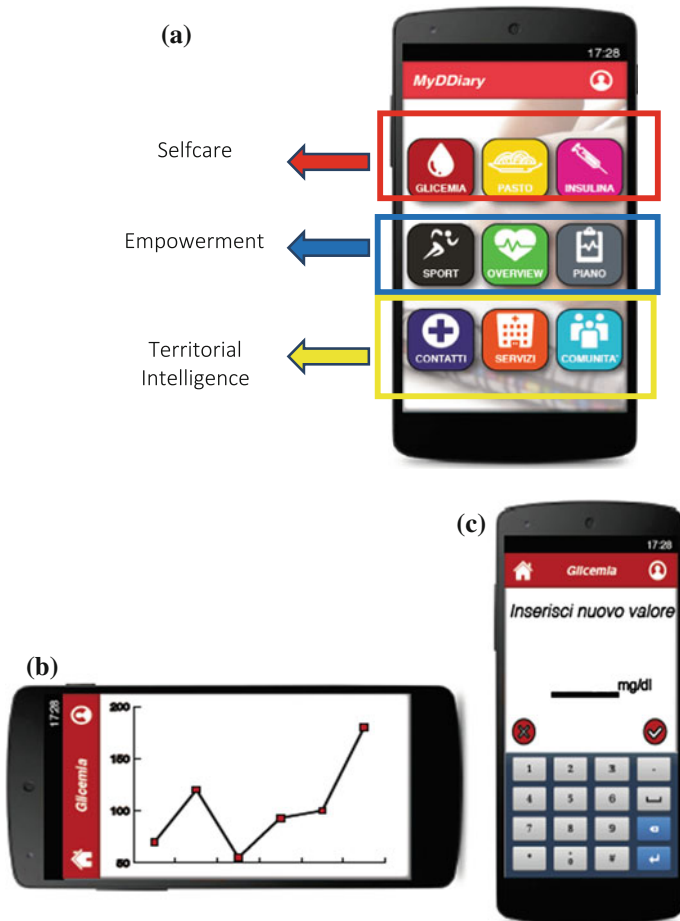 (a)
17:28
MyDDiary
Selfcare
GLICEMIA PASTO INSULINA
Empowerment
SPORT OVERVIEW PIANO
Territorial
Intelligence
CONTATTI SERVIZI COMUNITA'
(b)
17:28
Glicemia
200
150
100
50
(c)
17:28
Glicemia
Inserisci nuovo valore
mg/dl
1 2 3 -
4 5 6
7 8 9
* 0 #